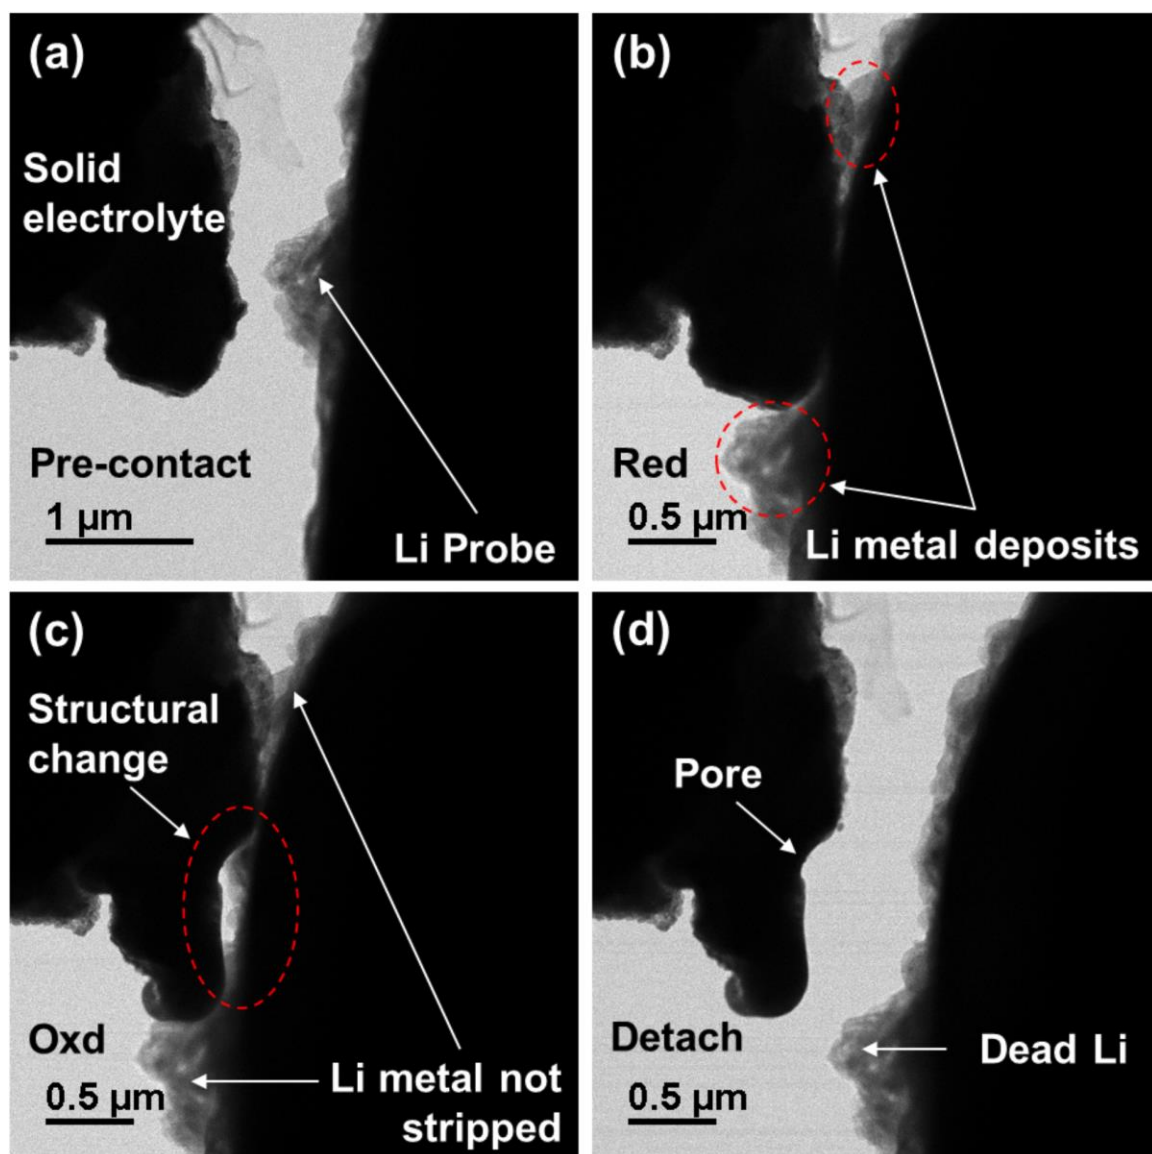 (a)
Solid
electrolyte
Pre-contact
1 μm
Li Probe
(b)
Red
0.5 μm
Li metal deposits
(c)
Structural
change
Oxd
0.5 μm
Li metal not
stripped
(d)
Pore
Detach
0.5 μm
Dead Li